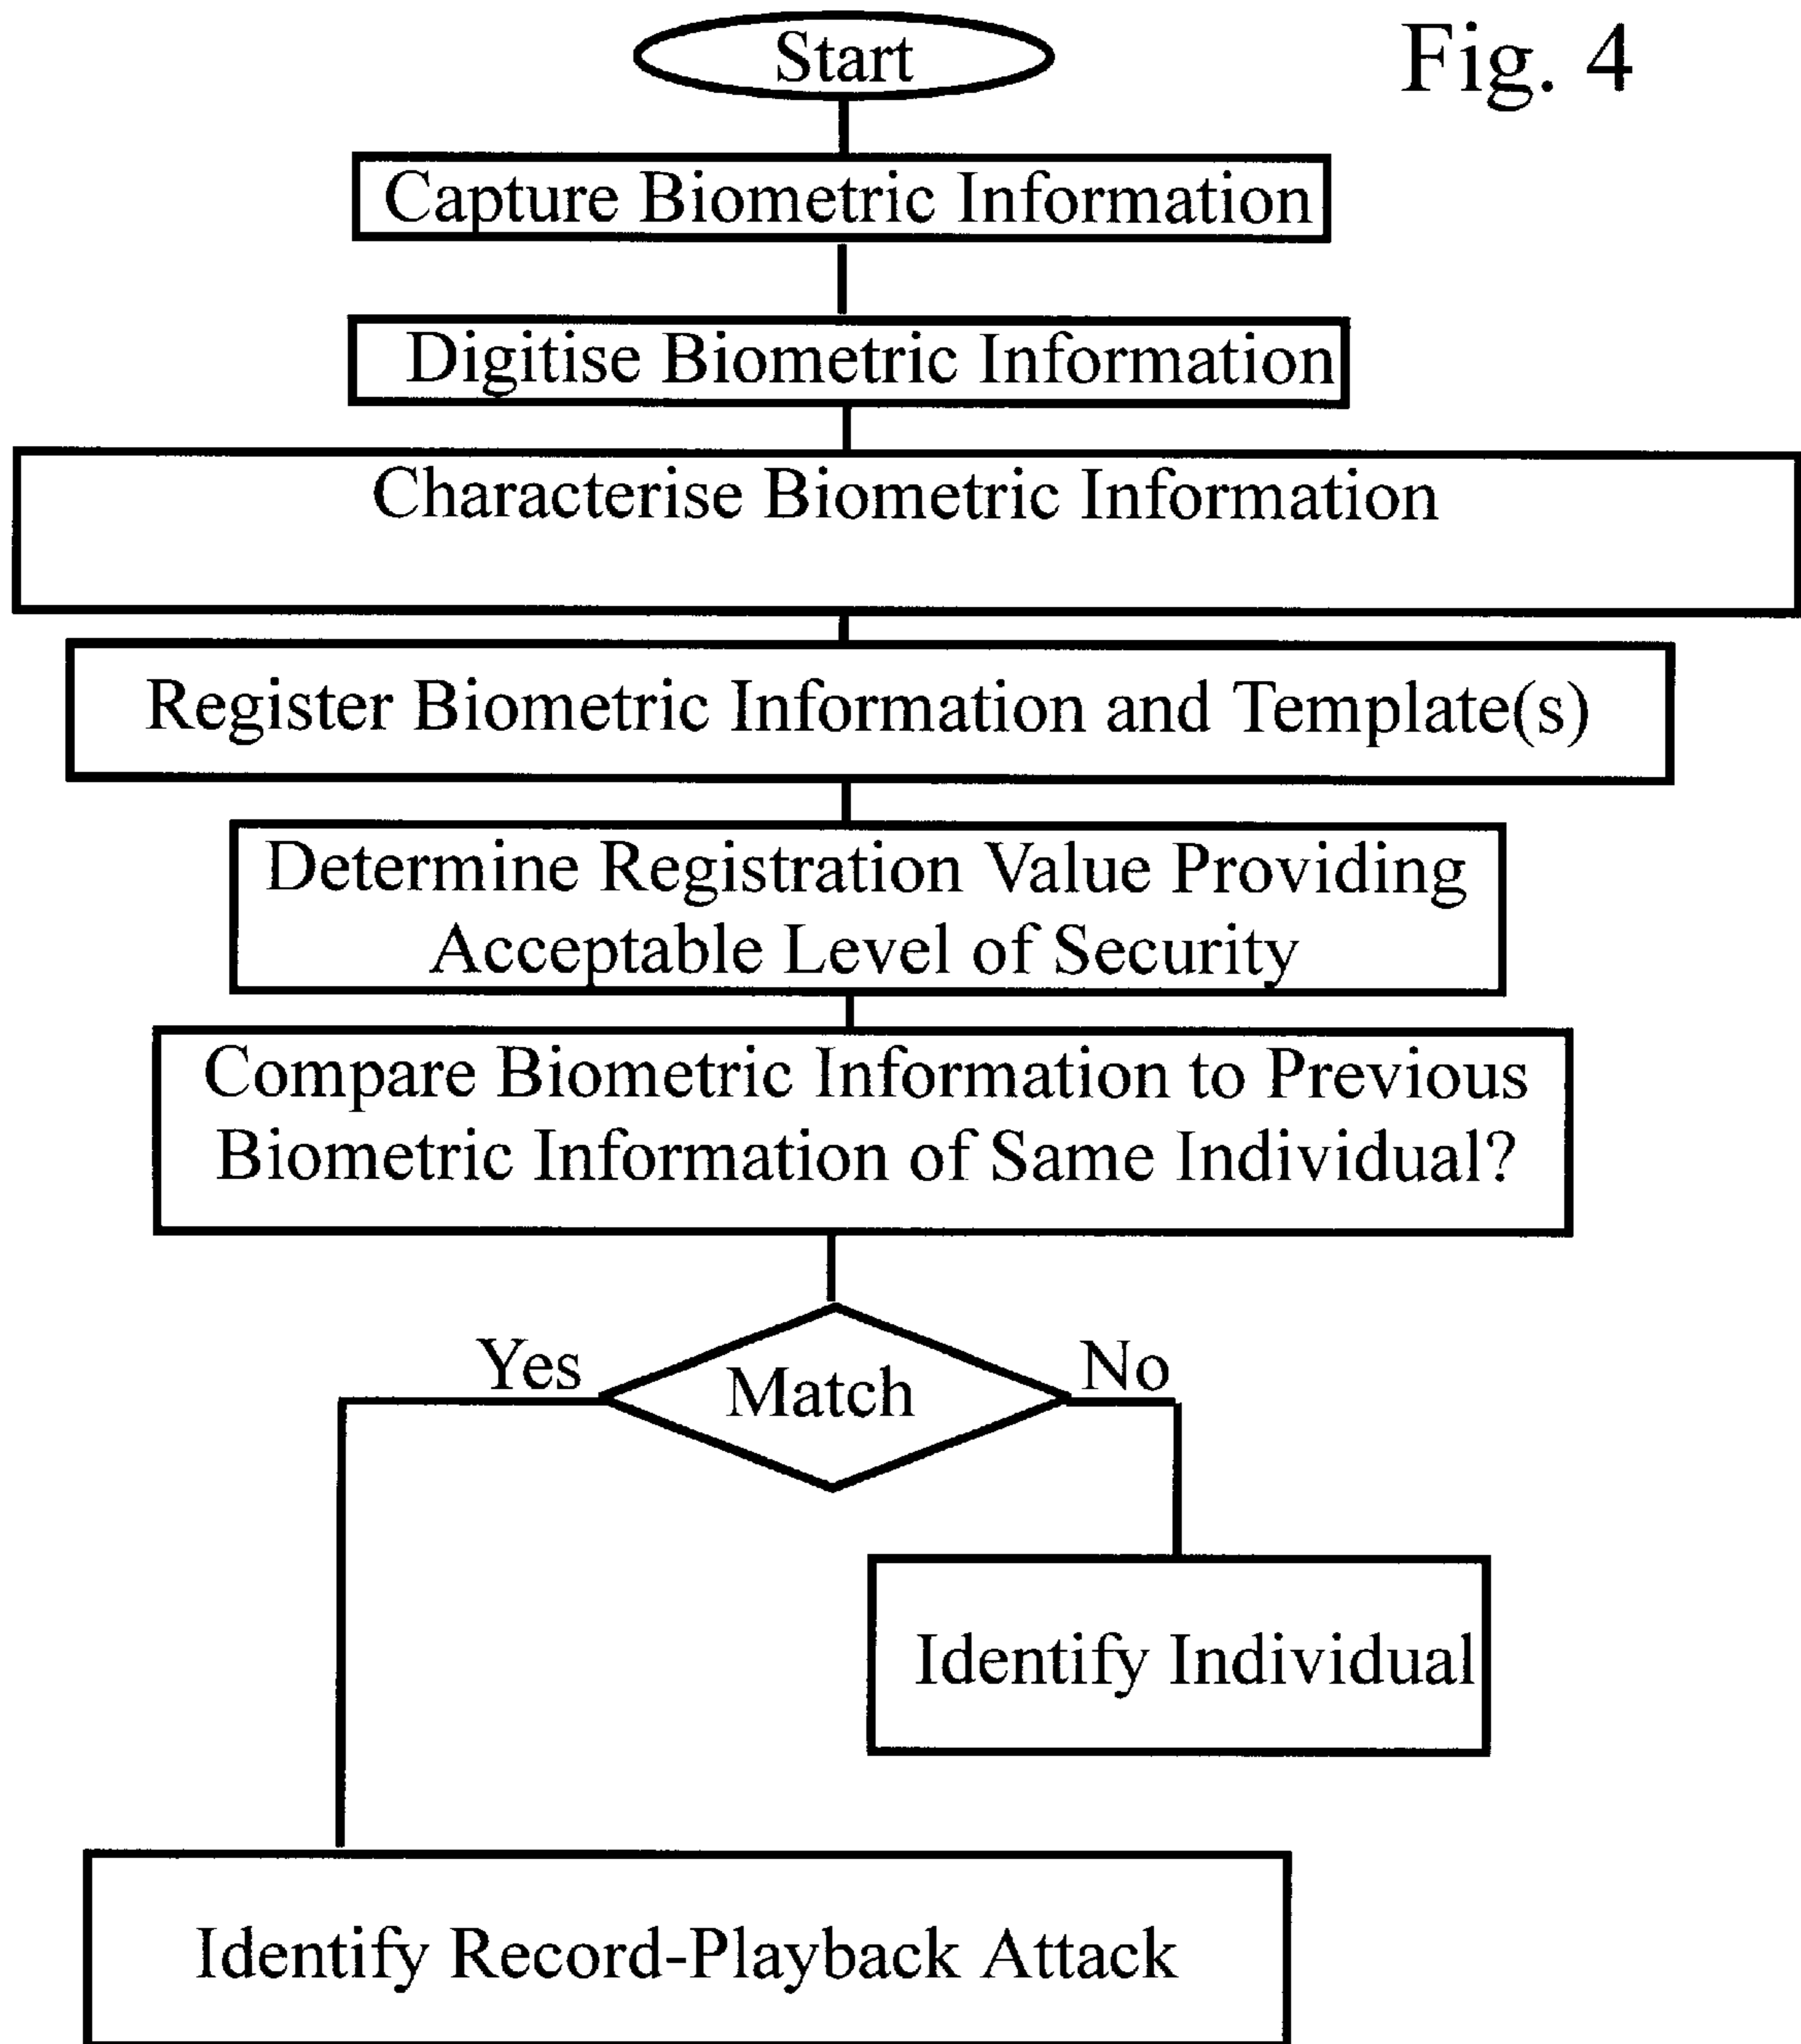 Fig. 4
Start
Capture Biometric Information
Digitise Biometric Information
Characterise Biometric Information
Register Biometric Information and Template(s)
Determine Registration Value Providing
Acceptable Level of Security
Compare Biometric Information to Previous
Biometric Information of Same Individual?
Yes
Match
No
Identify Individual
Identify Record-Playback Attack